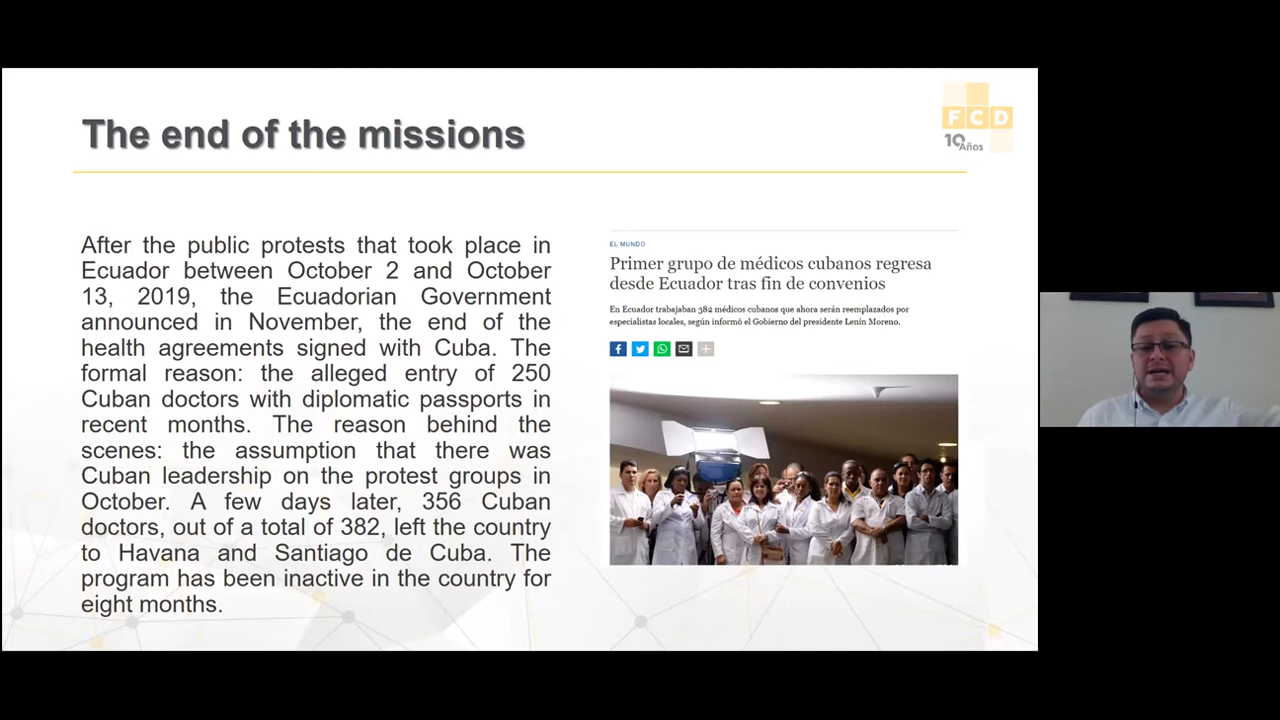 The end of the missions
FCD
10 Años
After the public protests that took place in
Ecuador between October 2 and October
13, 2019, the Ecuadorian Government
announced in November, the end of the
health agreements signed with Cuba. The
formal reason: the alleged entry of 250
Cuban doctors with diplomatic passports in
recent months. The reason behind the
scenes: the assumption that there was
Cuban leadership on the protest groups in
October. A few days later, 356 Cuban
doctors, out of a total of 382, left the country
to Havana and Santiago de Cuba. The
program has been inactive in the country for
eight months.
EL MUNDO
Primer grupo de médicos cubanos regresa
desde Ecuador tras fin de convenios
En Ecuador trabajaban 382 médicos cubanos que ahora serán reemplazados por
especialistas locales, según informó el Gobierno del presidente Lenín Moreno.